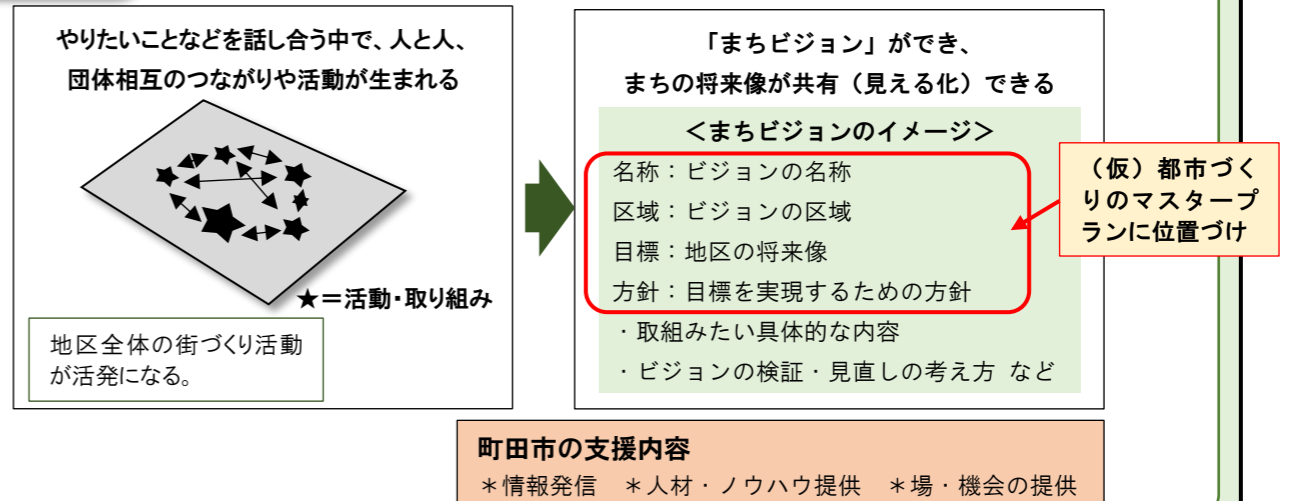 やりたいことなどを話し合う中で、人と人、
団体相互のつながりや活動が生まれる
★＝活動・取り組み
地区全体の街づくり活動
が活発になる。
「まちビジョン」ができ、
まちの将来像が共有（見える化）できる
＜まちビジョンのイメージ＞
名称：ビジョンの名称
区域：ビジョンの区域
目標：地区の将来像
方針：目標を実現するための方針
・取組みたい具体的な内容
・ビジョンの検証・見直しの考え方 など
（仮）都市づく
りのマスタープ
ランに位置づけ
町田市の支援内容
＊情報発信　＊人材・ノウハウ提供　＊場・機会の提供